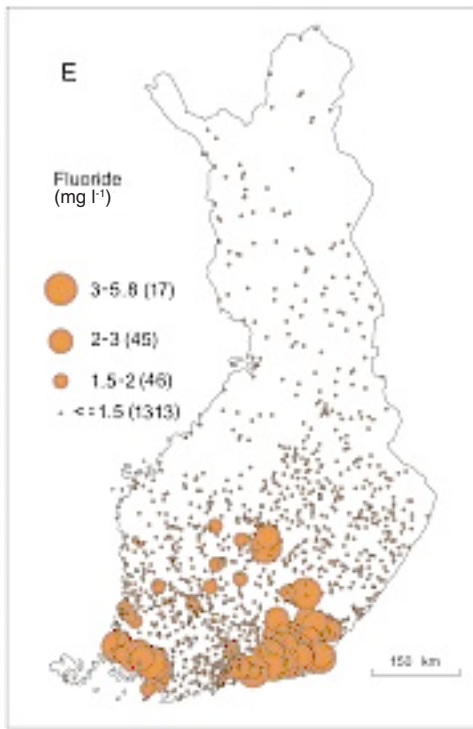 E
Fluoride
(mg l-1)
3-5.8 (17)
2-3 (45)
1.5-2 (46)
<=1.5 (1313)
150 km